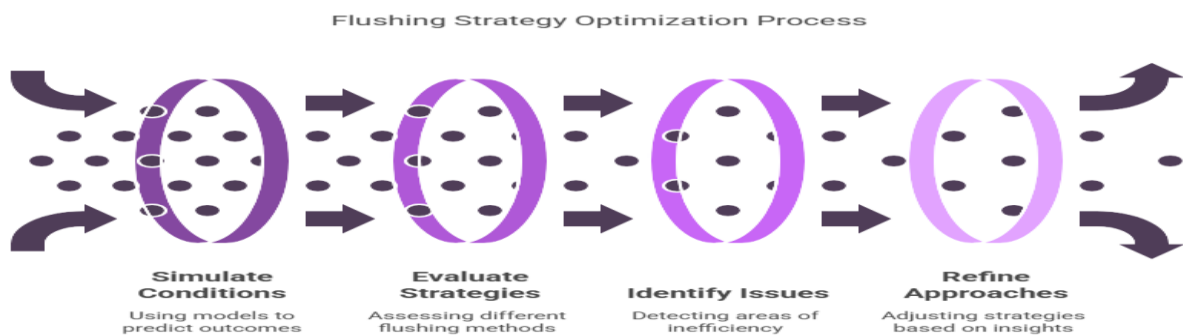 Flushing Strategy Optimization Process
Simulate
Conditions
Using models to
predict outcomes
Evaluate
Strategies
Assessing different
flushing methods
Identify Issues
Detecting areas of
inefficiency
Refine
Approaches
Adjusting strategies
based on insights